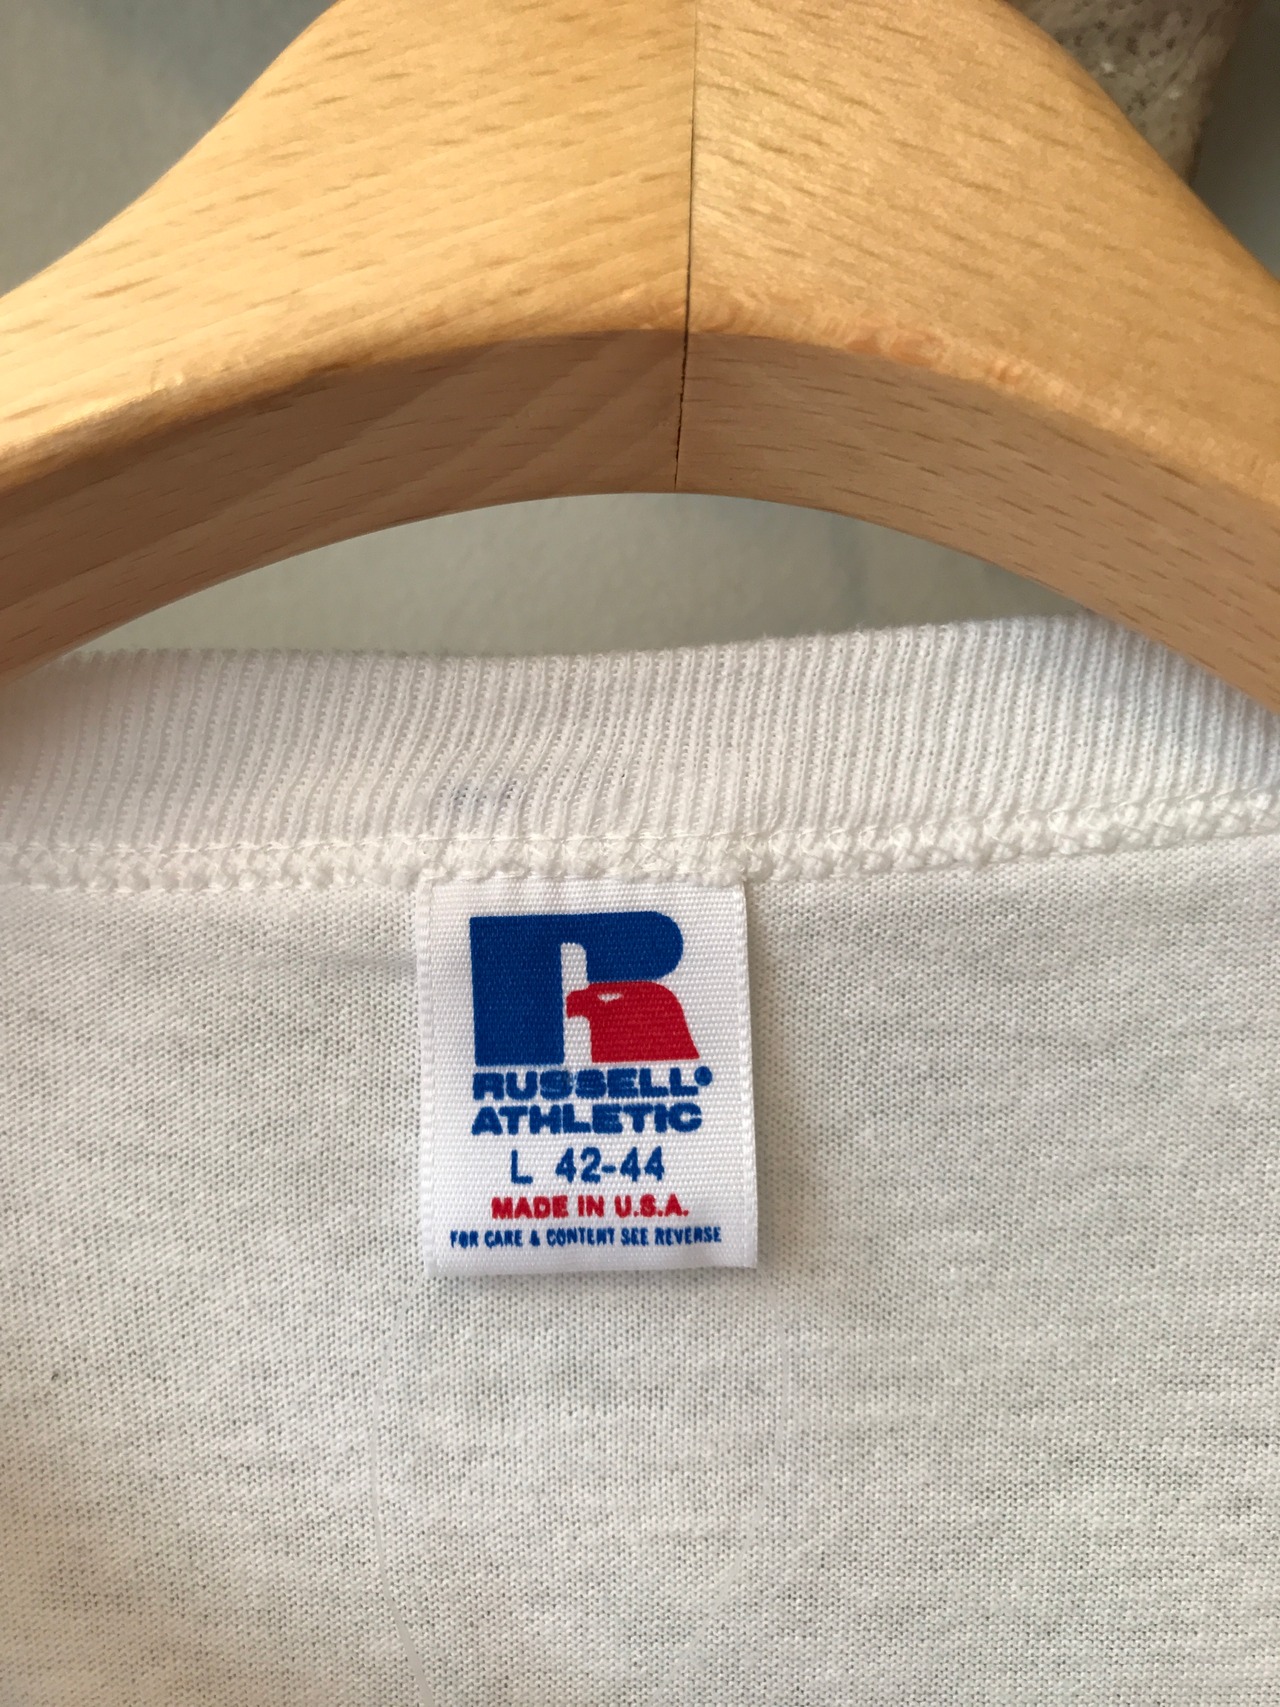 R
RUSSELL®
ATHLETIC
L 42-44
MADE IN U.S.A.
FOR CARE & CONTENT SEE REVERSE